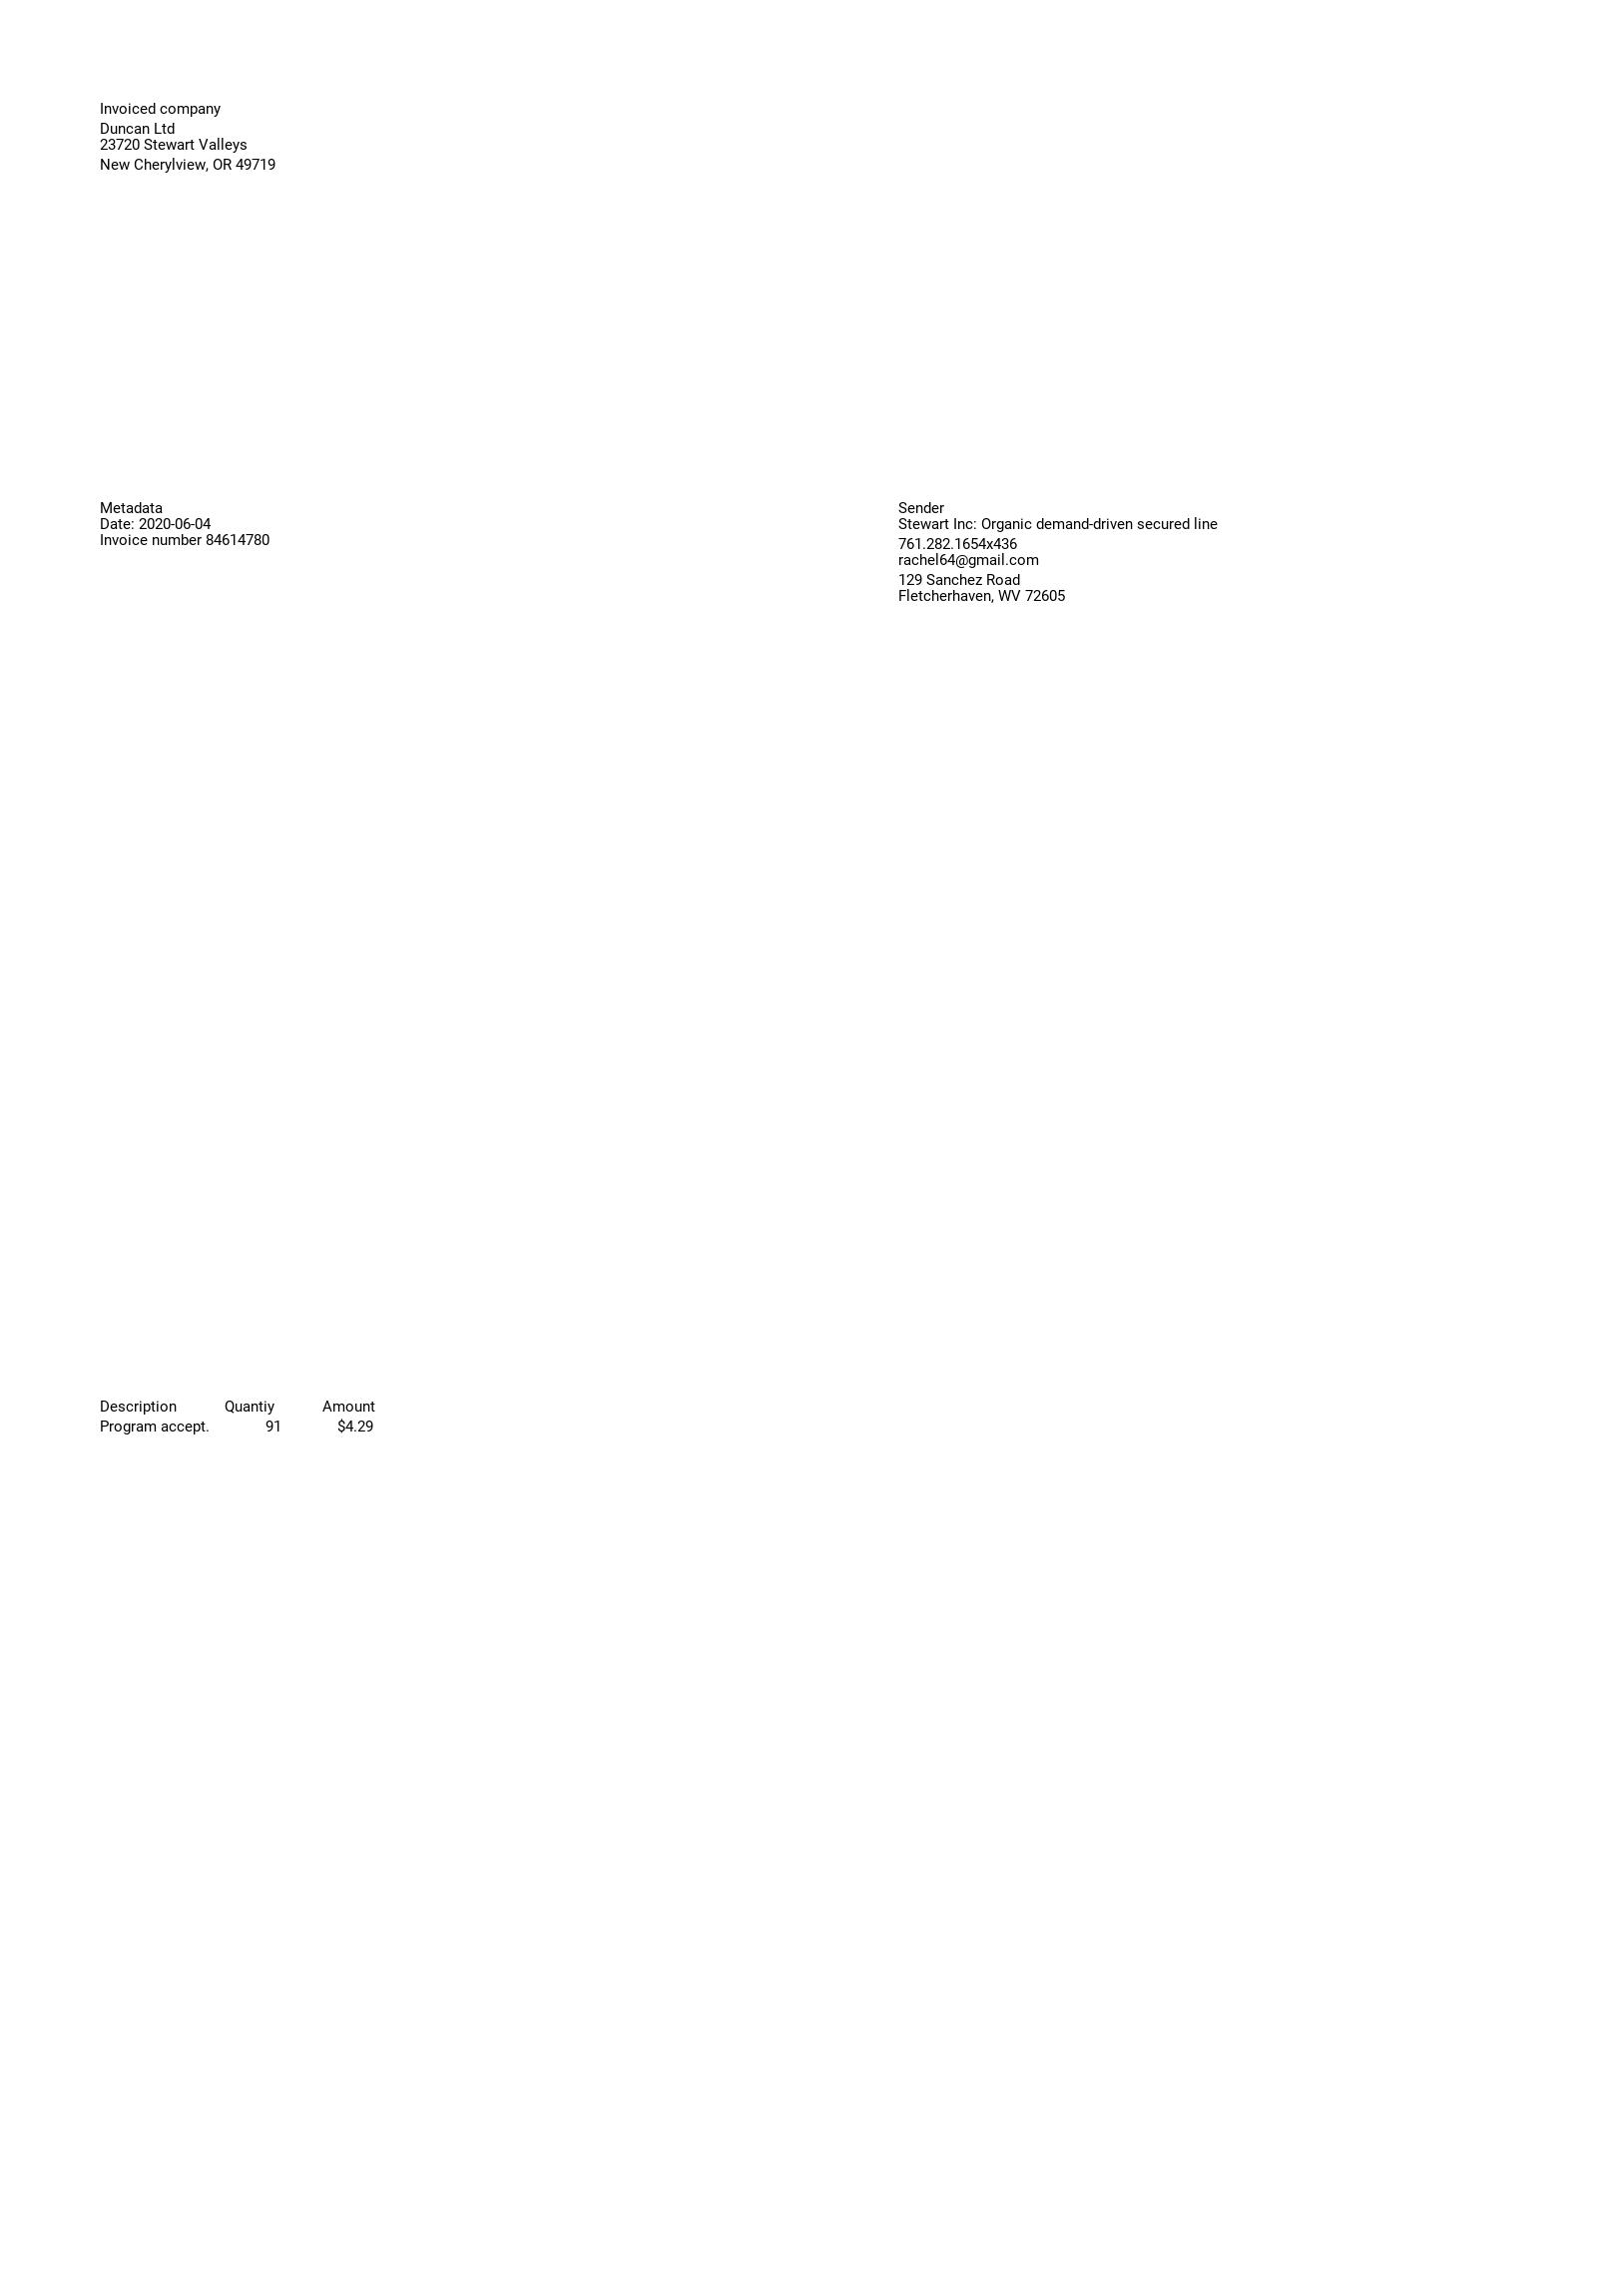 Invoiced company
Duncan Ltd
23720 Stewart Valleys
New Cherylview, OR 49719
Metadata
Date: 2020-06-04
Invoice number 84614780
Sender
Stewart Inc: Organic demand-driven secured line
761.282.1654x436
rachel64@gmail.com
129 Sanchez Road
Fletcherhaven, WV 72605
Description Quantiy Amount
Program accept. 91 $4.29